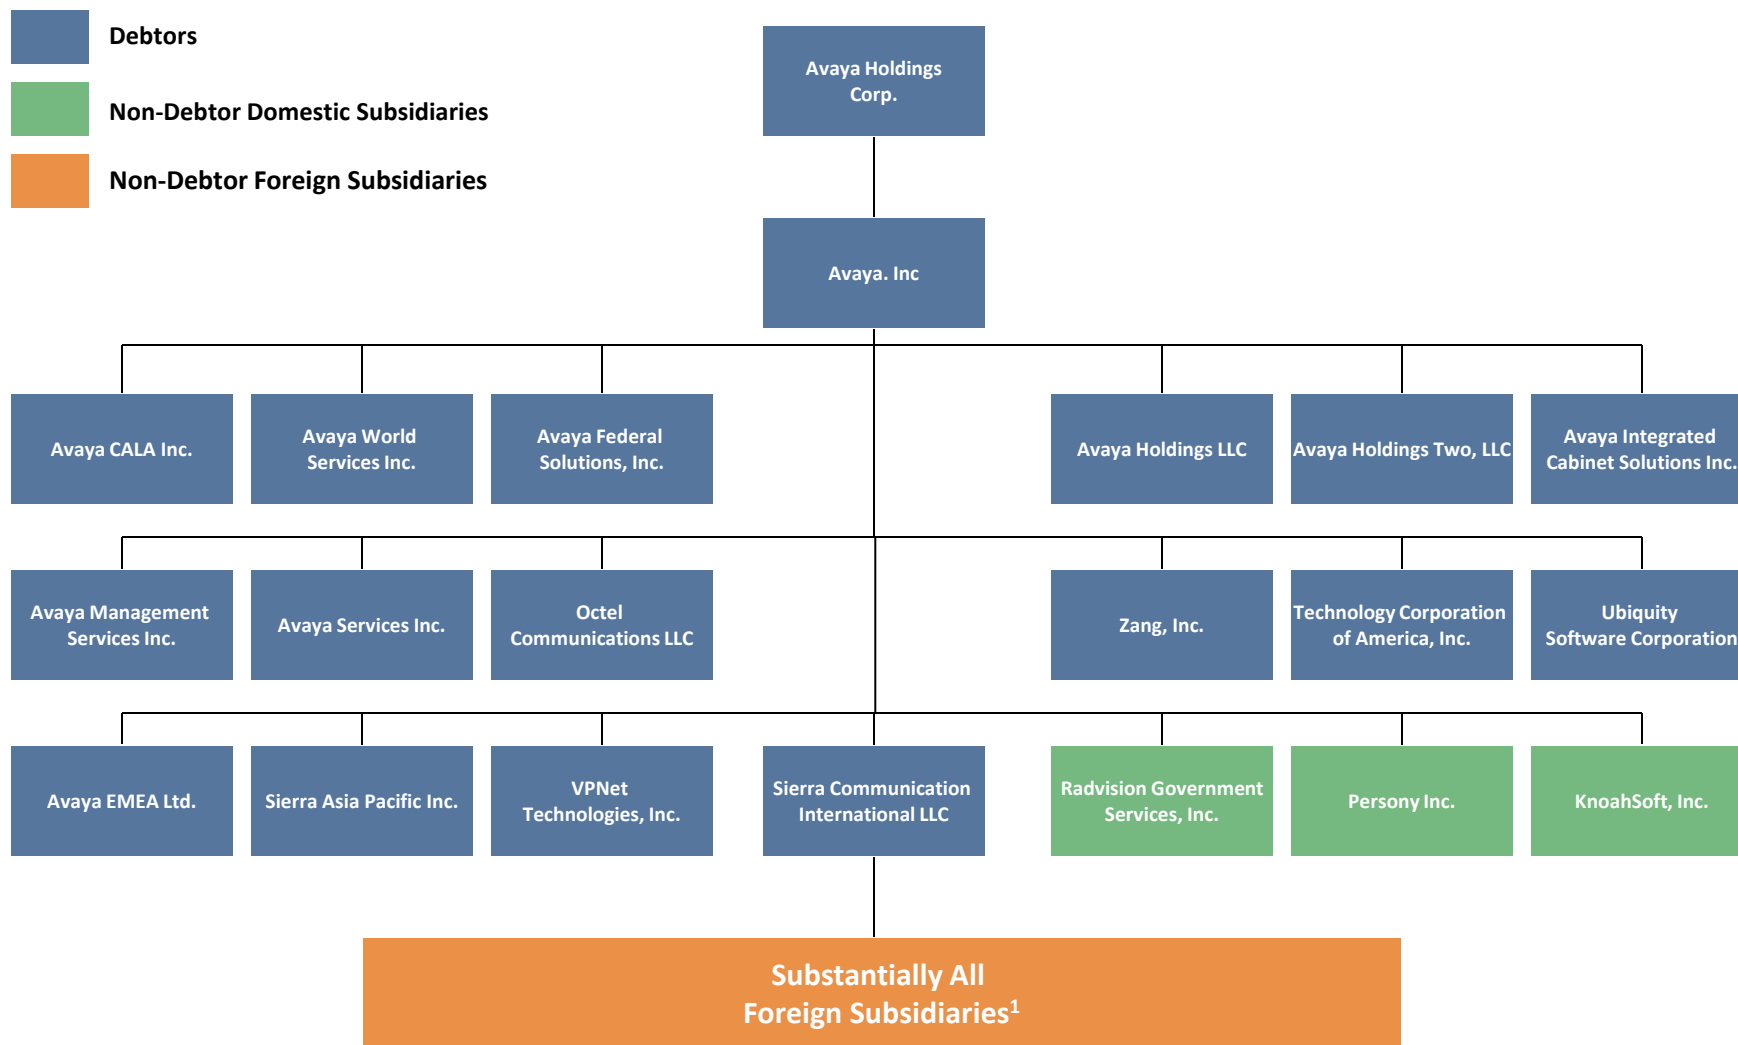 Debtors
Non-Debtor Domestic Subsidiaries
Non-Debtor Foreign Subsidiaries
Avaya Holdings
Corp.
Avaya. Inc
Avaya CALA Inc.
Avaya World
Services Inc.
Avaya Federal
Solutions, Inc.
Avaya Holdings LLC
Avaya Holdings Two, LLC
Avaya Integrated
Cabinet Solutions Inc.
Avaya Management
Services Inc.
Avaya Services Inc.
Octel
Communications LLC
Zang, Inc.
Technology Corporation
of America, Inc.
Ubiquity
Software Corporation
Avaya EMEA Ltd.
Sierra Asia Pacific Inc.
VPNet
Technologies, Inc.
Sierra Communication
International LLC
Radvision Government
Services, Inc.
Persony Inc.
KnoahSoft, Inc.
Substantially All
Foreign Subsidiaries¹